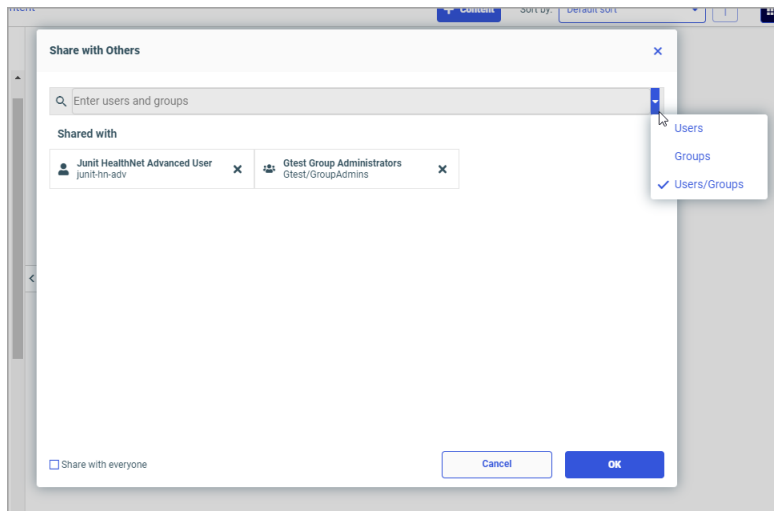 + Content Sort by: Default sort
Share with Others
Enter users and groups
Users
Groups
Users/Groups
Shared with
Junit HealthNet Advanced User
junit-hn-adv
Gtest Group Administrators
Gtest/GroupAdmins
Share with everyone
Cancel
OK